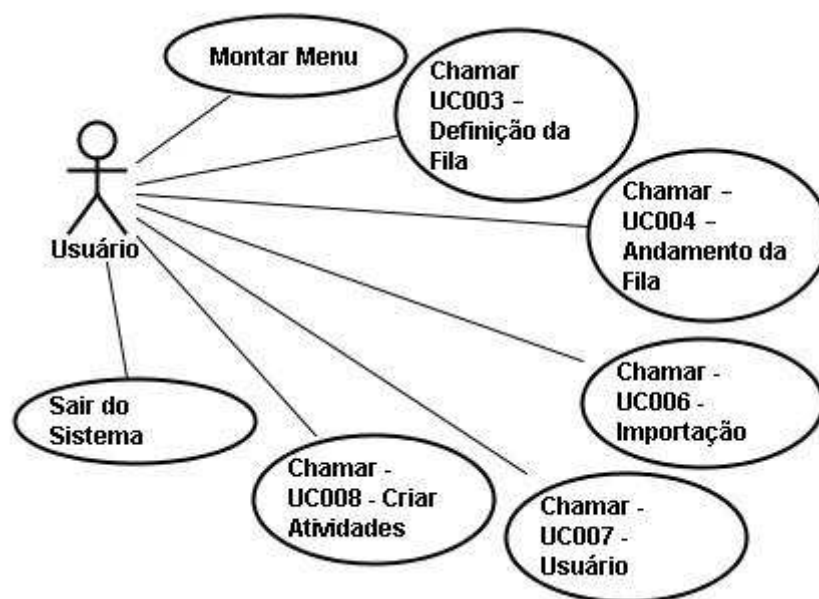 Montar Menu
Chamar
UC003 –
Definição da
Fila
Chamar –
UC004 –
Andamento da
Fila
Usuário
Chamar -
UC006 -
Importação
Sair do
Sistema
Chamar -
UC008 - Criar
Atividades
Chamar -
UC007 -
Usuário